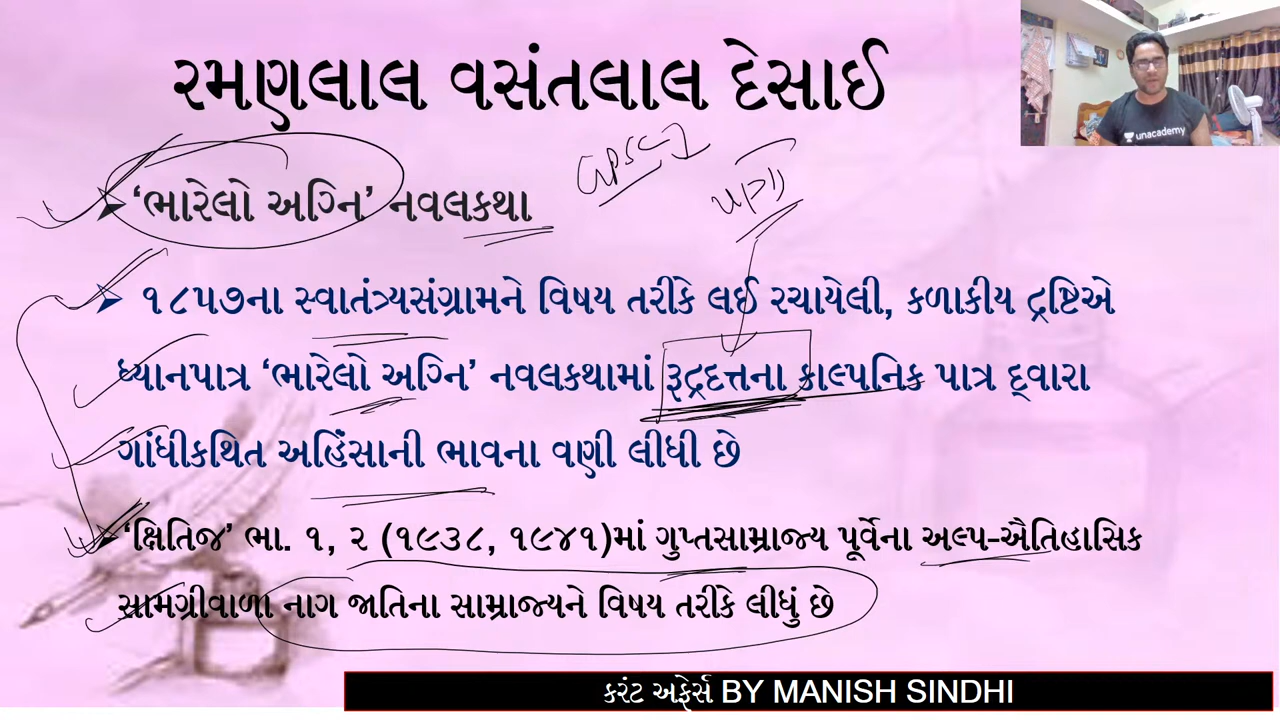 રમણલાલ વસંતલાલ દેસાઈ
unacademy
GPSC-1
➤ ‘ભારેલો અગ્નિ’ નવલકથા
➤ ૧૮૫૭ના સ્વાતંત્ર્યસંગ્રામને વિષય તરીકે લઈ રચાયેલી, કળાકીય દ્રષ્ટિએ
ધ્યાનપાત્ર ‘ભારેલો અગ્નિ’ નવલકથામાં રૂદ્રદત્તના કાલ્પનિક પાત્ર દ્વારા
ગાંધીકથિત અહિંસાની ભાવના વણી લીધી છે
➤ ‘ક્ષિતિજ’ ભા. ૧, ૨ (૧૯૩૮, ૧૯૪૧)માં ગુપ્તસામ્રાજ્ય પૂર્વેના અલ્પ-ઐતિહાસિક
સામગ્રીવાળા નાગ જાતિના સામ્રાજ્યને વિષય તરીકે લીધું છે
કરંટ અફેર્સ BY MANISH SINDHI